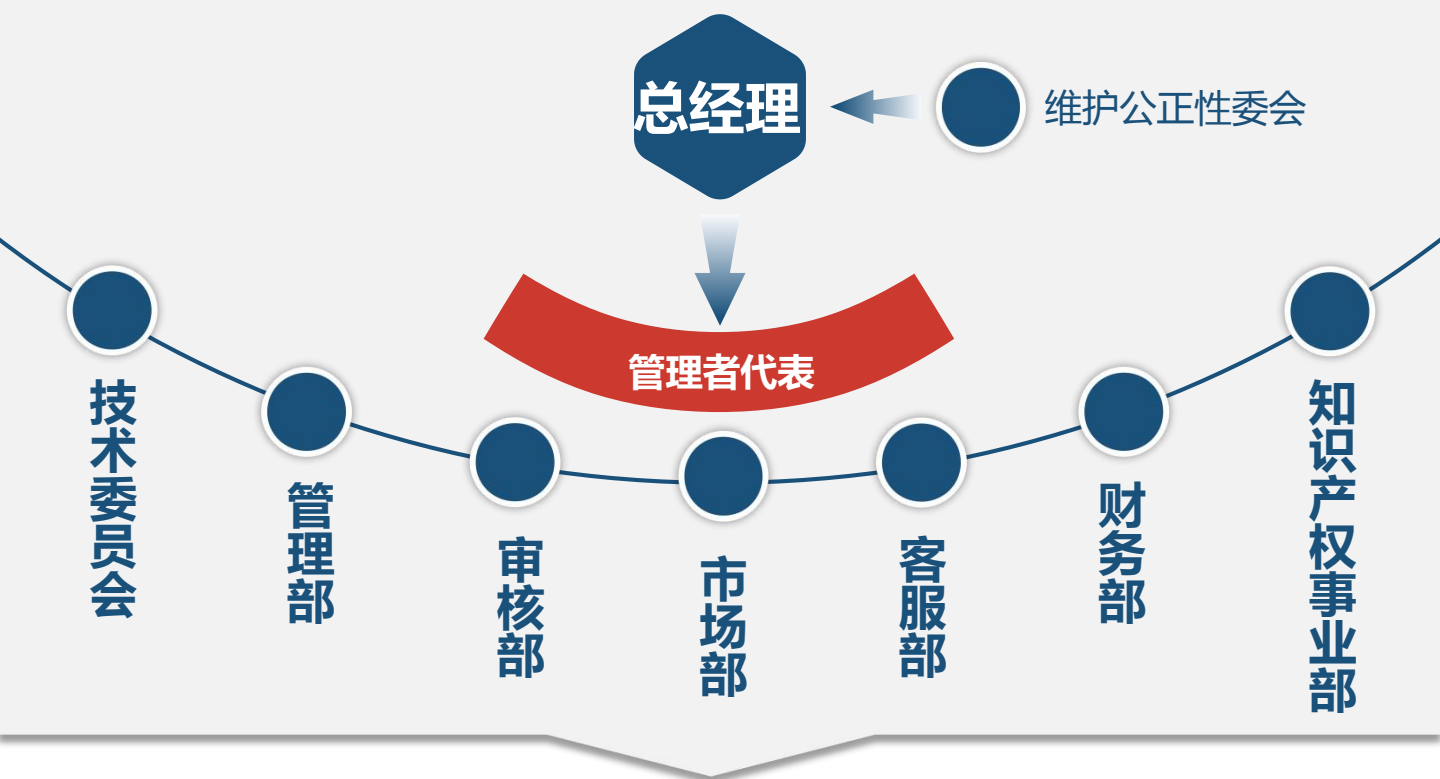 总经理
维护公正性委会
管理者代表
技术委员会
管理部
审核部
市场部
客服部
财务部
知识产权事业部